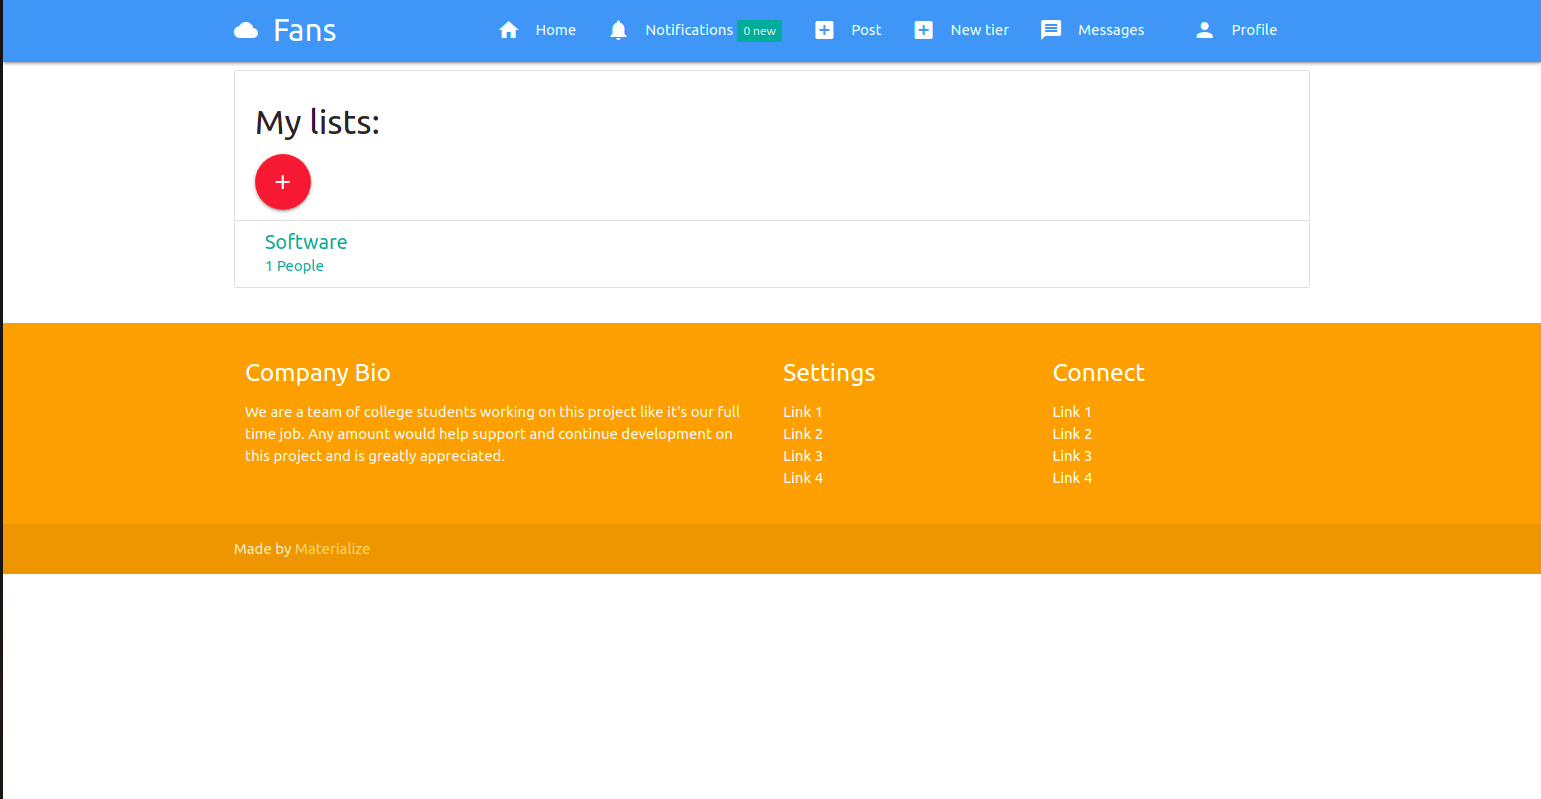 Fans Home Notifications 0 new Post New tier Messages Profile
My lists:
+
Software
1 People
Company Bio
We are a team of college students working on this project like it's our full
time job. Any amount would help support and continue development on
this project and is greatly appreciated.
Settings
Link 1
Link 2
Link 3
Link 4
Connect
Link 1
Link 2
Link 3
Link 4
Made by Materialize